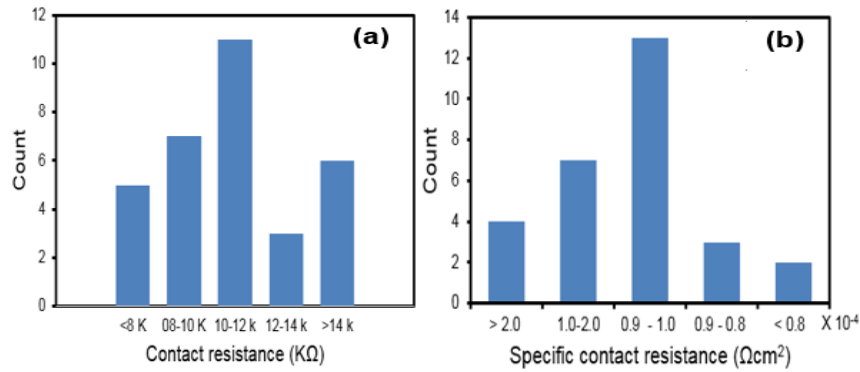 (a)
12
10
8
6
4
2
0
Count
<8 K 08-10 K 10-12 k 12-14 k >14 k
Contact resistance (KΩ)
(b)
14
12
10
8
6
4
2
0
Count
> 2.0 1.0-2.0 0.9 - 1.0 0.9 - 0.8 < 0.8 X 10⁻⁴
Specific contact resistance (Ωcm²)